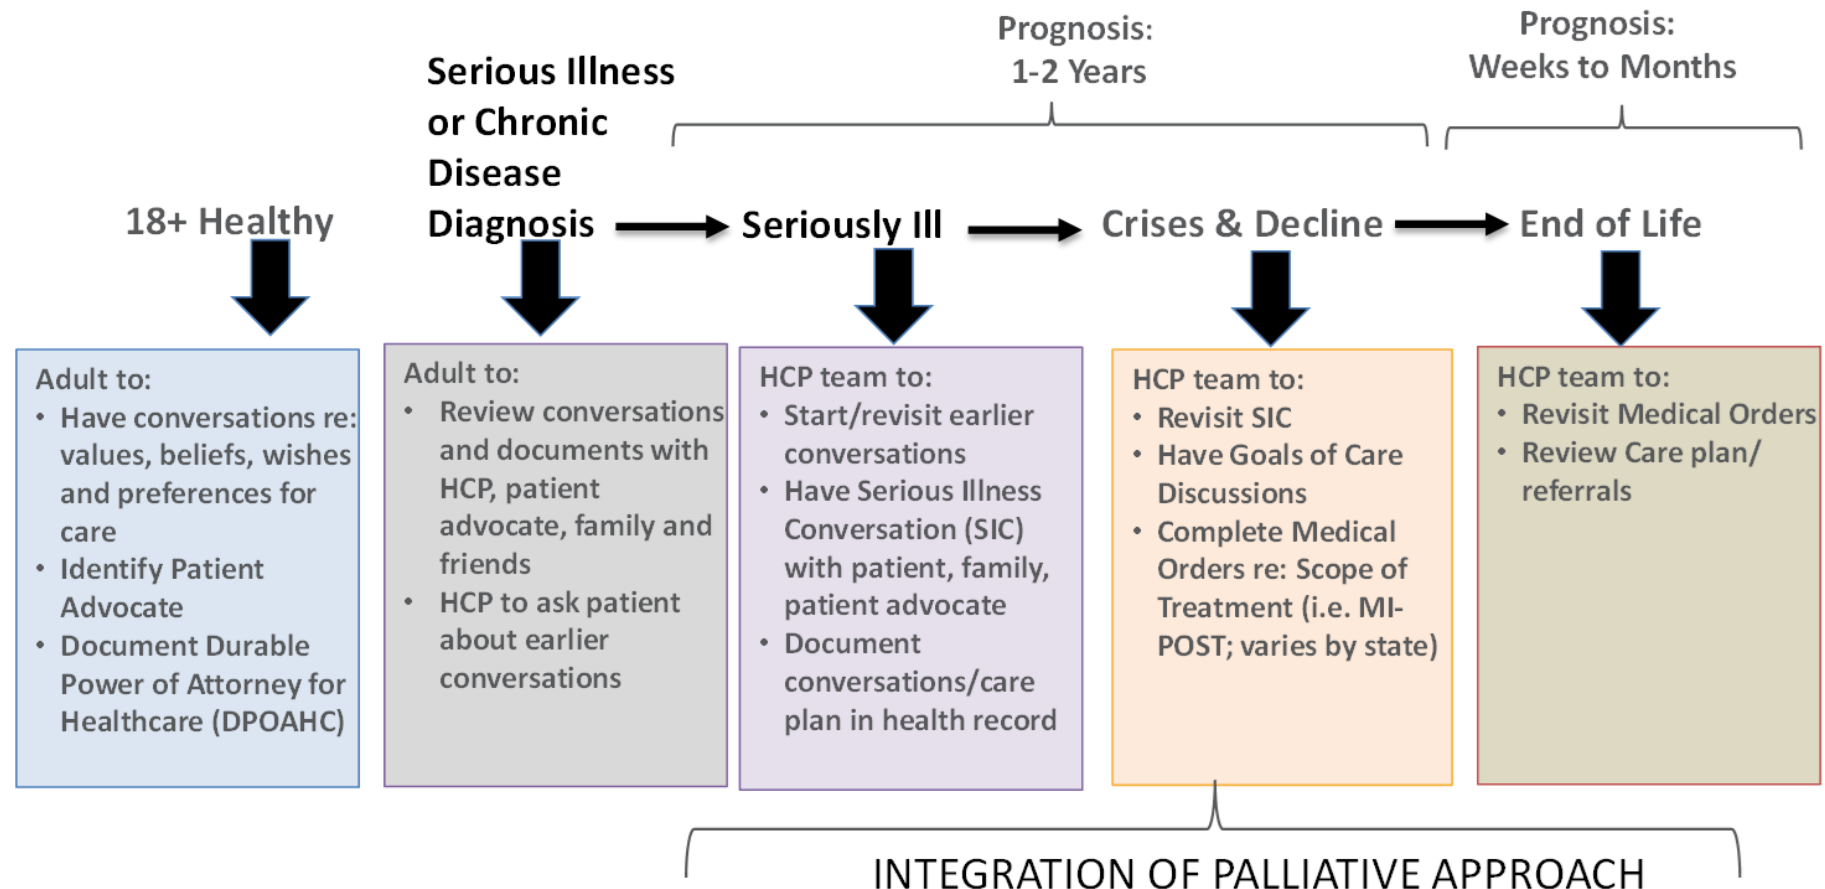 Prognosis:
1-2 Years
Prognosis:
Weeks to Months
18+ Healthy
Serious Illness
or Chronic
Disease
Diagnosis
Seriously Ill
Crises & Decline
End of Life
Adult to:
• Have conversations re:
values, beliefs, wishes
and preferences for
care
• Identify Patient
Advocate
• Document Durable
Power of Attorney for
Healthcare (DPOAHC)
Adult to:
• Review conversations
and documents with
HCP, patient
advocate, family and
friends
• HCP to ask patient
about earlier
conversations
HCP team to:
• Start/revisit earlier
conversations
• Have Serious Illness
Conversation (SIC)
with patient, family,
patient advocate
• Document
conversations/care
plan in health record
HCP team to:
• Revisit SIC
• Have Goals of Care
Discussions
• Complete Medical
Orders re: Scope of
Treatment (i.e. MI-
POST; varies by state)
HCP team to:
• Revisit Medical Orders
• Review Care plan/
referrals
INTEGRATION OF PALLIATIVE APPROACH